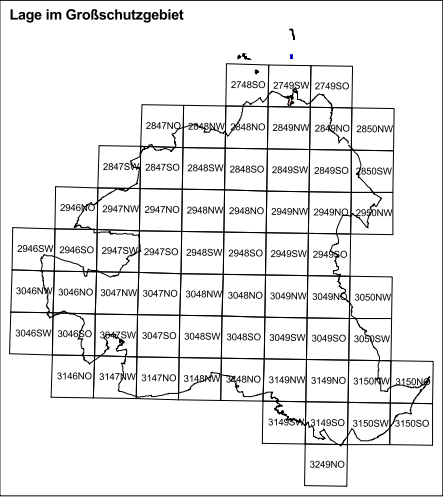 Lage im Großschutzgebiet
2748SO 2749SW 2749SO
2847NO 2848NW 2848NO 2849NW 2849NO 2850NW
2847SW 2847SO 2848SW 2848SO 2849SW 2849SO 2850SW
2946NO 2947NW 2947NO 2948NW 2948NO 2949NW 2949NO 2950NW
2946SW 2946SO 2947SW 2947SO 2948SW 2948SO 2949SW 2949SO
3046NW 3046NO 3047NW 3047NO 3048NW 3048NO 3049NW 3049NO 3050NW
3046SW 3046SO 3047SW 3047SO 3048SW 3048SO 3049SW 3049SO 3050SW
3146NO 3147NW 3147NO 3148NW 3148NO 3149NW 3149NO 3150NW 3150NO
3149SW 3149SO 3150SW 3150SO
3249NO